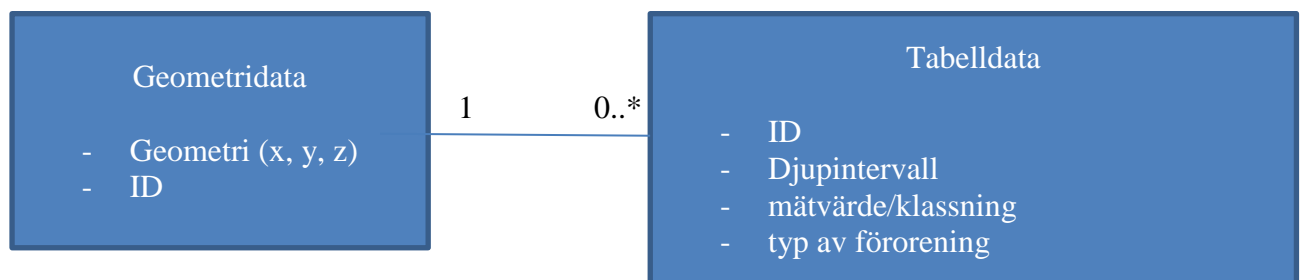 Geometridata
- Geometri (x, y, z)
- ID
1
0..*
Tabelldata
- ID
- Djupintervall
- mätvärde/klassning
- typ av förorening